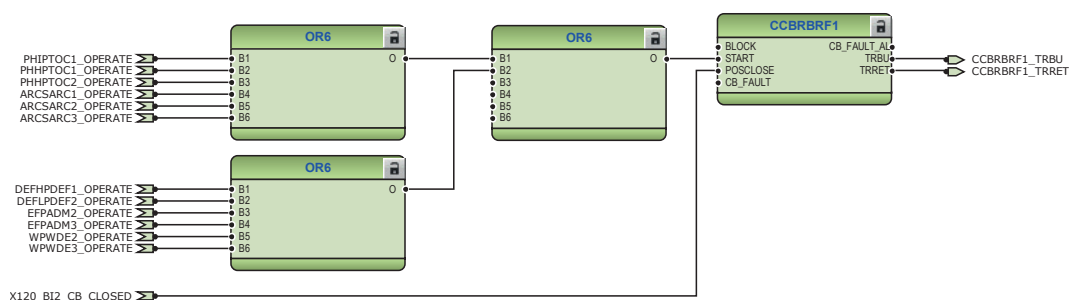 OR6
PHIPTOC1_OPERATE B1 O
PHHPTOC1_OPERATE B2
PHHPTOC2_OPERATE B3
ARCSARC1_OPERATE B4
ARCSARC2_OPERATE B5
ARCSARC3_OPERATE B6
OR6
B1 O
B2
B3
B4
B5
B6
CCBRBRF1
BLOCK CB_FAULT_AL
START TRBU CCBRBRF1_TRBU
POSCLOSE TRRET CCBRBRF1_TRRET
CB_FAULT
OR6
DEFHPDEF1_OPERATE B1 O
DEFLPDEF2_OPERATE B2
EFPADM2_OPERATE B3
EFPADM3_OPERATE B4
WPWDE2_OPERATE B5
WPWDE3_OPERATE B6
X120_BI2_CB_CLOSED